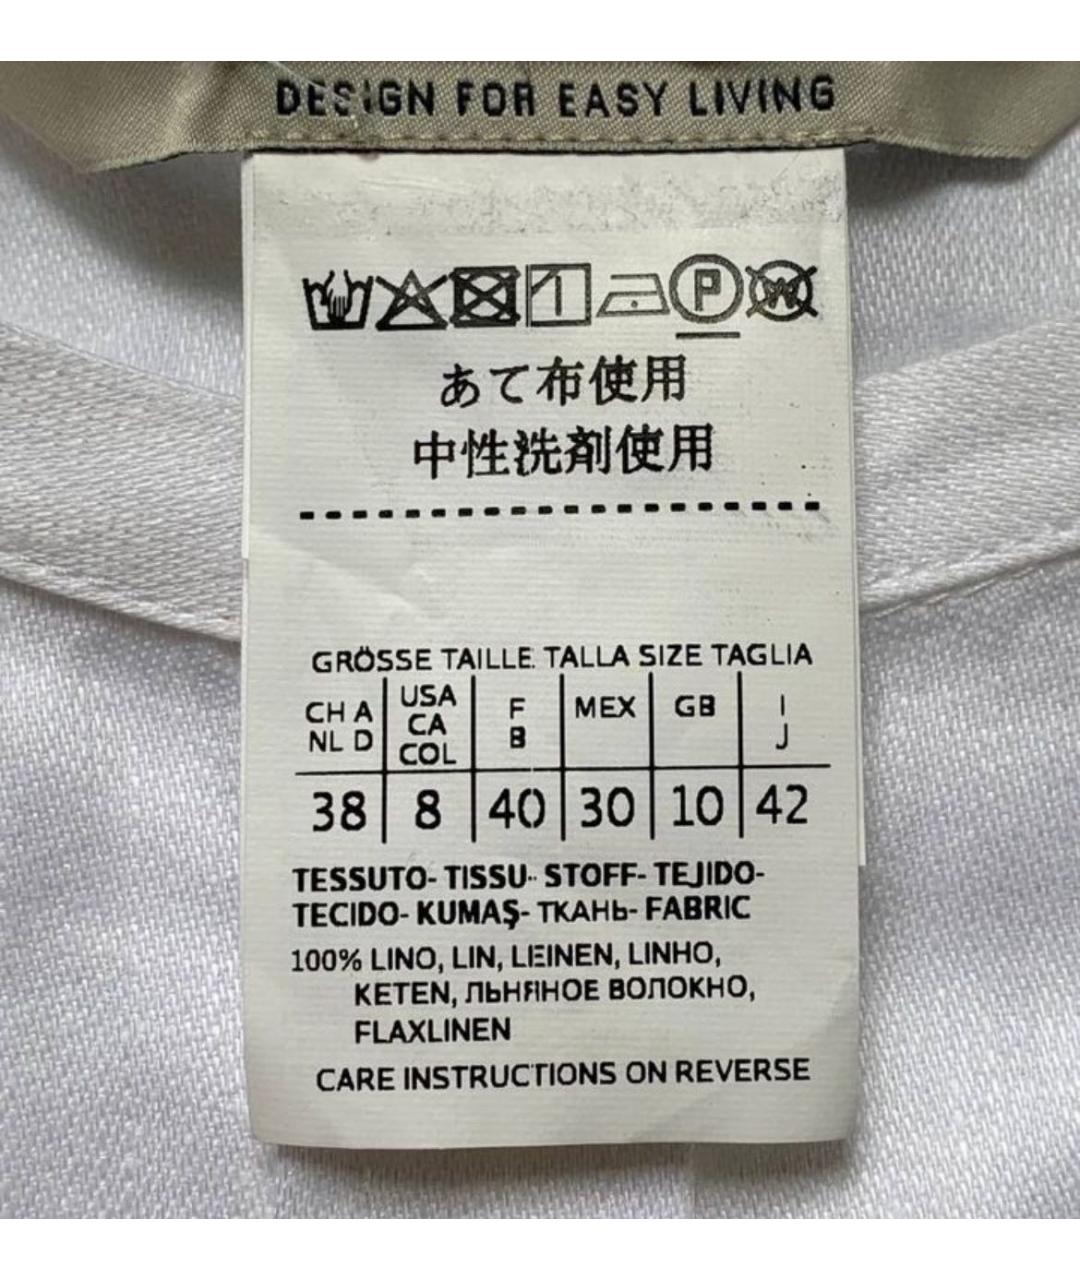 DESIGN FOR EASY LIVING
P W
あて布使用
中性洗剤使用
GRÖSSE TAILLE TALLA SIZE TAGLIA
CH A NL D | USA CA COL | F B | MEX | GB | I J
38 | 8 | 40 | 30 | 10 | 42
TESSUTO- TISSU- STOFF- TEJIDO-
TECIDO- KUMAŞ- ТКАНЬ- FABRIC
100% LINO, LIN, LEINEN, LINHO,
KETEN, ЛЬНЯНОЕ ВОЛОКНО,
FLAXLINEN
CARE INSTRUCTIONS ON REVERSE